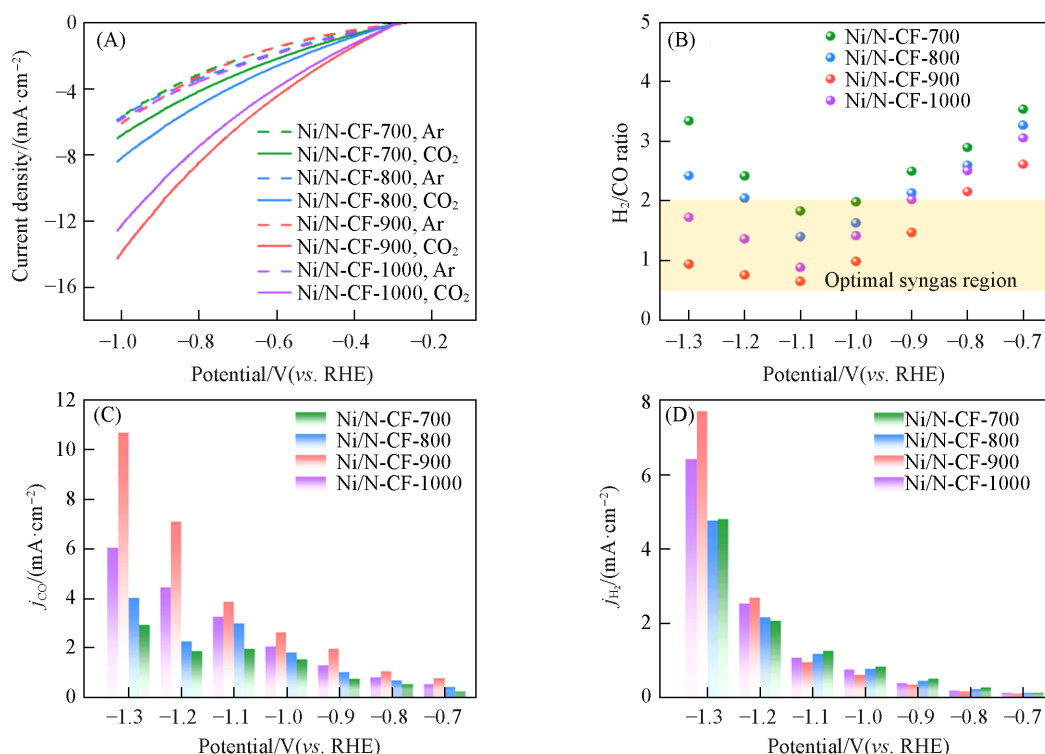 (A)
Current density/(mA·cm⁻²)
0
−4
−8
−12
−16
Ni/N-CF-700, Ar
Ni/N-CF-700, CO₂
Ni/N-CF-800, Ar
Ni/N-CF-800, CO₂
Ni/N-CF-900, Ar
Ni/N-CF-900, CO₂
Ni/N-CF-1000, Ar
Ni/N-CF-1000, CO₂
−1.0 −0.8 −0.6 −0.4 −0.2
Potential/V(vs. RHE)
(B)
H₂/CO ratio
5
4
3
2
1
0
Ni/N-CF-700
Ni/N-CF-800
Ni/N-CF-900
Ni/N-CF-1000
Optimal syngas region
−1.3 −1.2 −1.1 −1.0 −0.9 −0.8 −0.7
Potential/V(vs. RHE)
(C)
j_CO/(mA·cm⁻²)
12
10
8
6
4
2
0
Ni/N-CF-700
Ni/N-CF-800
Ni/N-CF-900
Ni/N-CF-1000
−1.3 −1.2 −1.1 −1.0 −0.9 −0.8 −0.7
Potential/V(vs. RHE)
(D)
j_H₂/(mA·cm⁻²)
8
6
4
2
0
Ni/N-CF-700
Ni/N-CF-800
Ni/N-CF-900
Ni/N-CF-1000
−1.3 −1.2 −1.1 −1.0 −0.9 −0.8 −0.7
Potential/V(vs. RHE)